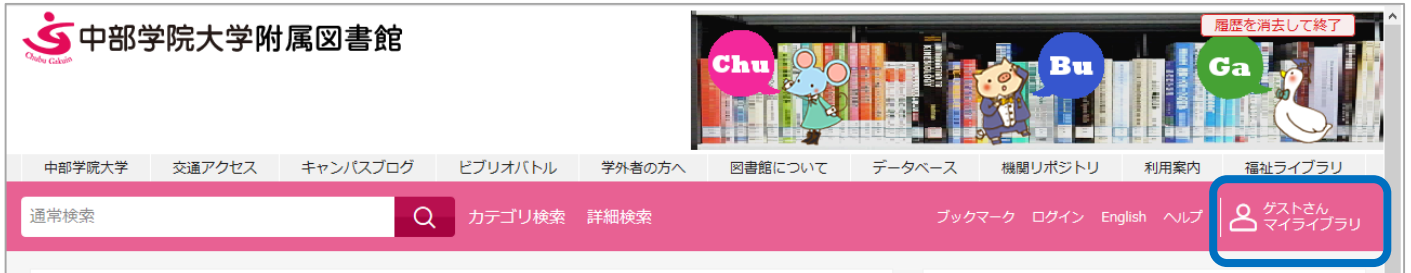 中部学院大学附属図書館
Chubu Gakuin
履歴を消去して終了
Chu
Bu
Ga
KINESIOLOGY
中部学院大学 交通アクセス キャンパスブログ ビブリオバトル 学外者の方へ 図書館について データベース 機関リポジトリ 利用案内 福祉ライブラリ
通常検索 カテゴリ検索 詳細検索 ブックマーク ログイン English ヘルプ ゲストさん
マイライブラリ